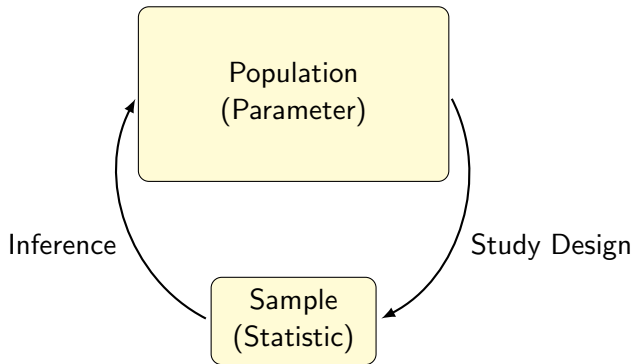 Population
(Parameter)
Inference
Study Design
Sample
(Statistic)